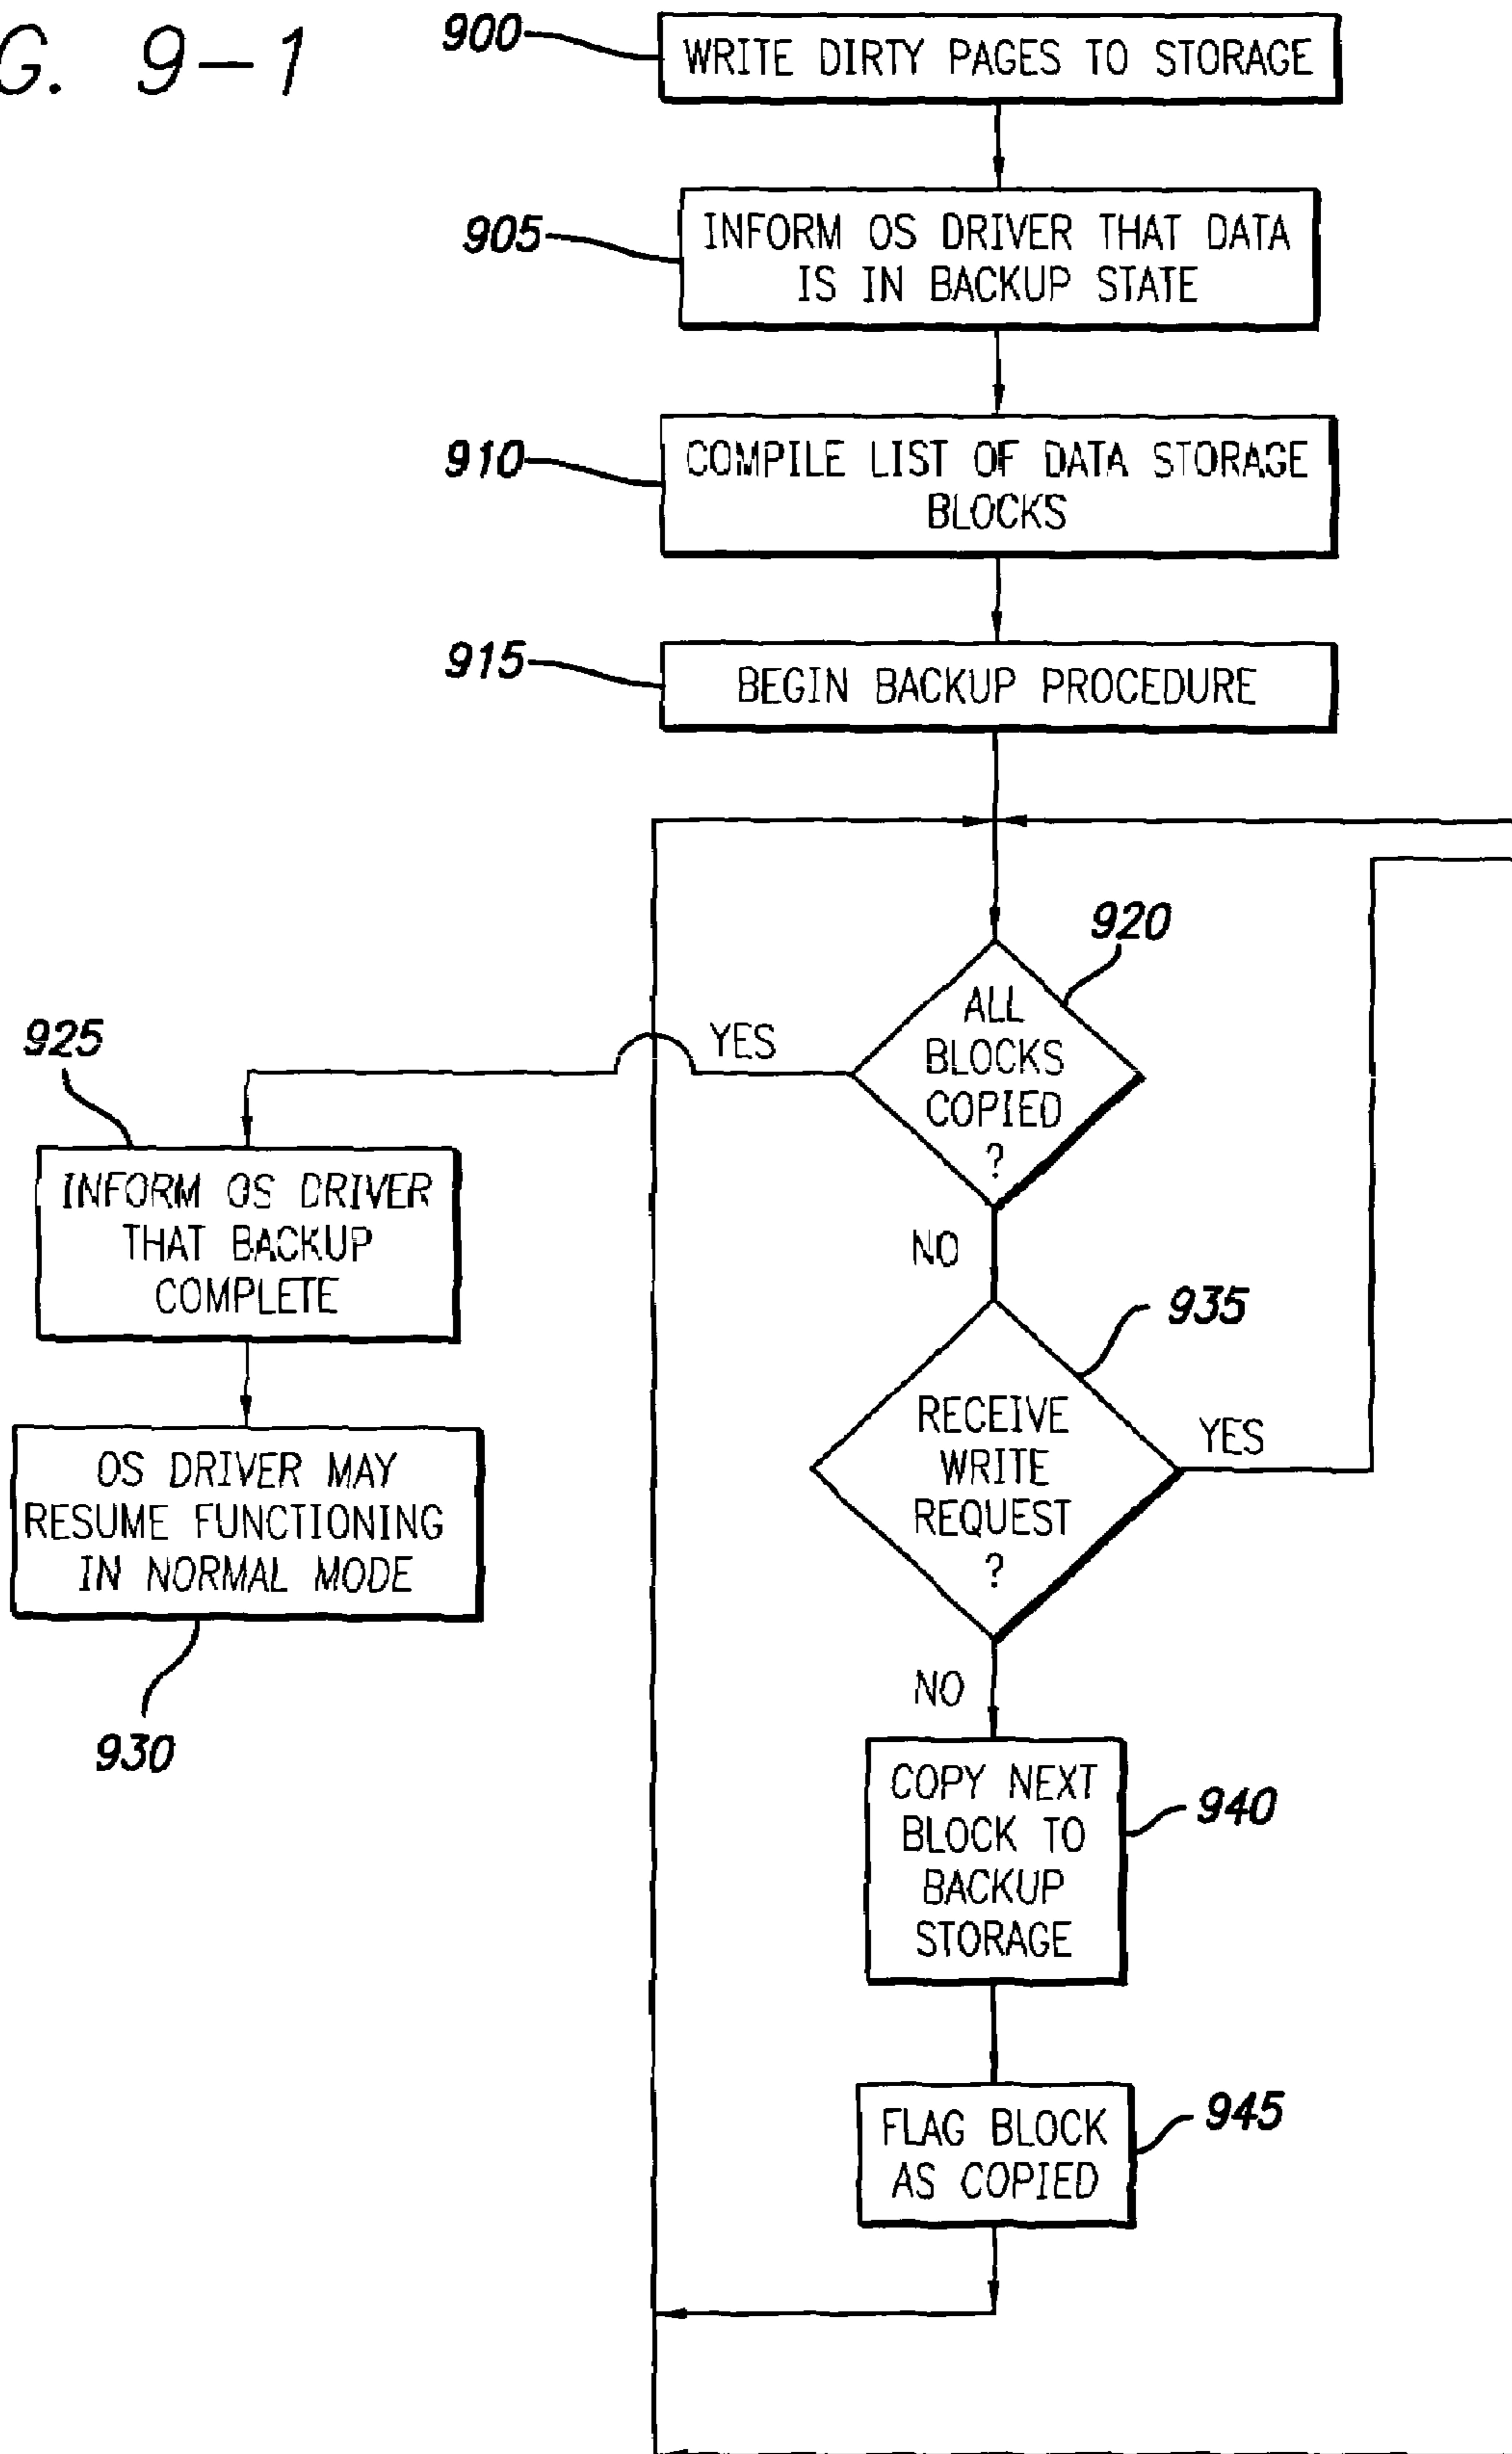 G. 9-1
900
WRITE DIRTY PAGES TO STORAGE
905
INFORM OS DRIVER THAT DATA
IS IN BACKUP STATE
910
COMPILE LIST OF DATA STORAGE
BLOCKS
915
BEGIN BACKUP PROCEDURE
920
ALL
BLOCKS
COPIED
?
YES
925
INFORM OS DRIVER
THAT BACKUP
COMPLETE
NO
935
RECEIVE
WRITE
REQUEST
?
YES
OS DRIVER MAY
RESUME FUNCTIONING
IN NORMAL MODE
930
NO
COPY NEXT
BLOCK TO
BACKUP
STORAGE
940
FLAG BLOCK
AS COPIED
945